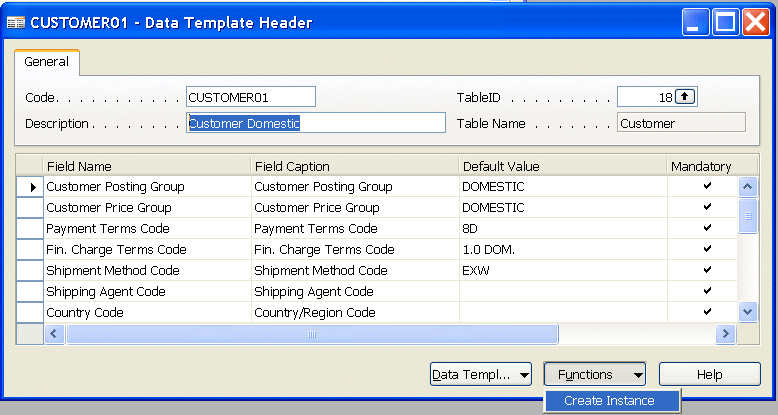 CUSTOMER01 - Data Template Header
General
Code. . . . . . . . . . . CUSTOMER01 TableID . . . . . . . 18
Description . . . . . . . . Customer Domestic Table Name . . . . . . . Customer
Field Name Field Caption Default Value Mandatory
Customer Posting Group Customer Posting Group DOMESTIC ✓
Customer Price Group Customer Price Group DOMESTIC ✓
Payment Terms Code Payment Terms Code 8D ✓
Fin. Charge Terms Code Fin. Charge Terms Code 1.0 DOM. ✓
Shipment Method Code Shipment Method Code EXW ✓
Shipping Agent Code Shipping Agent Code ✓
Country Code Country/Region Code ✓
Data Templ... Functions Help
Create Instance